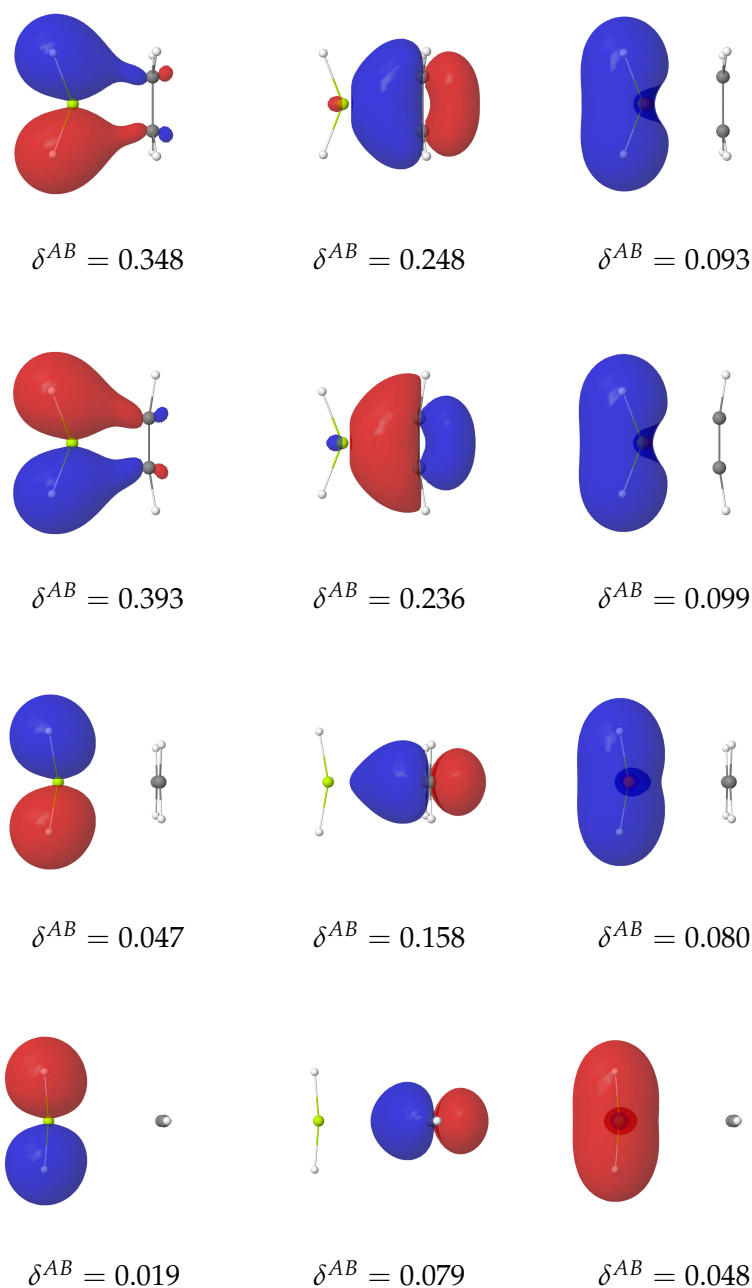 δ^{AB} = 0.348 δ^{AB} = 0.248 δ^{AB} = 0.093
δ^{AB} = 0.393 δ^{AB} = 0.236 δ^{AB} = 0.099
δ^{AB} = 0.047 δ^{AB} = 0.158 δ^{AB} = 0.080
δ^{AB} = 0.019 δ^{AB} = 0.079 δ^{AB} = 0.048